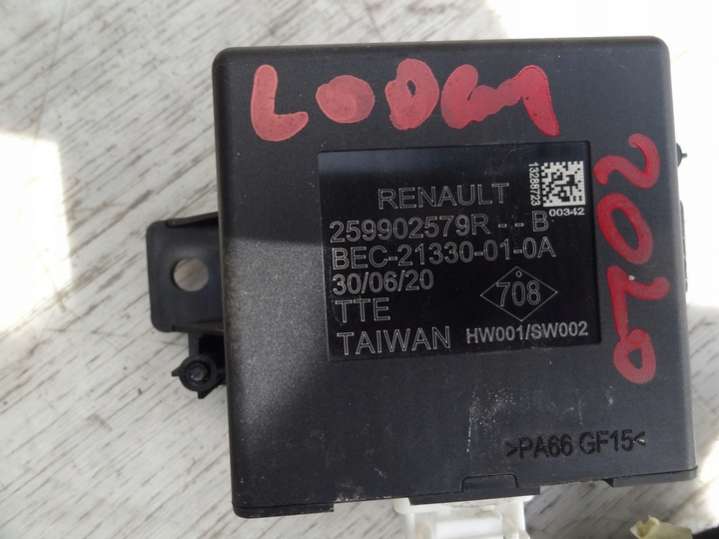 LODGY
2020
13288723
00342
RENAULT
259902579R -- B
BEC-21330-01-0A
30/06/20
TTE
708
TAIWAN
HW001/SW002
>PA66 GF15<